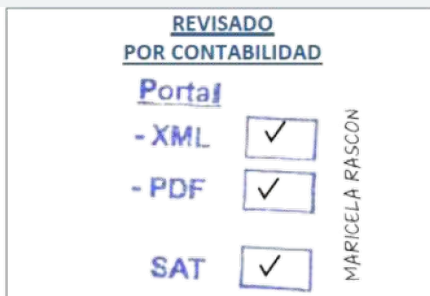 REVISADO
POR CONTABILIDAD
Portal
- XML ✓
- PDF ✓
SAT ✓
MARICELA RASCON